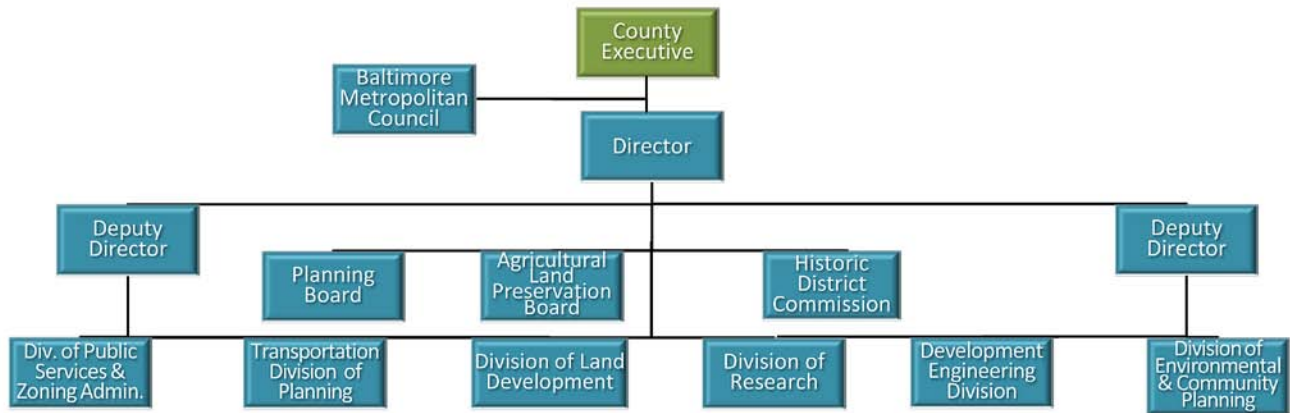 County
Executive
Baltimore
Metropolitan
Council
Director
Deputy
Director
Deputy
Director
Planning
Board
Agricultural
Land
Preservation
Board
Historic
District
Commission
Div. of Public
Services &
Zoning Admin.
Transportation
Division of
Planning
Division of Land
Development
Division of
Research
Development
Engineering
Division
Division of
Environmental
& Community
Planning